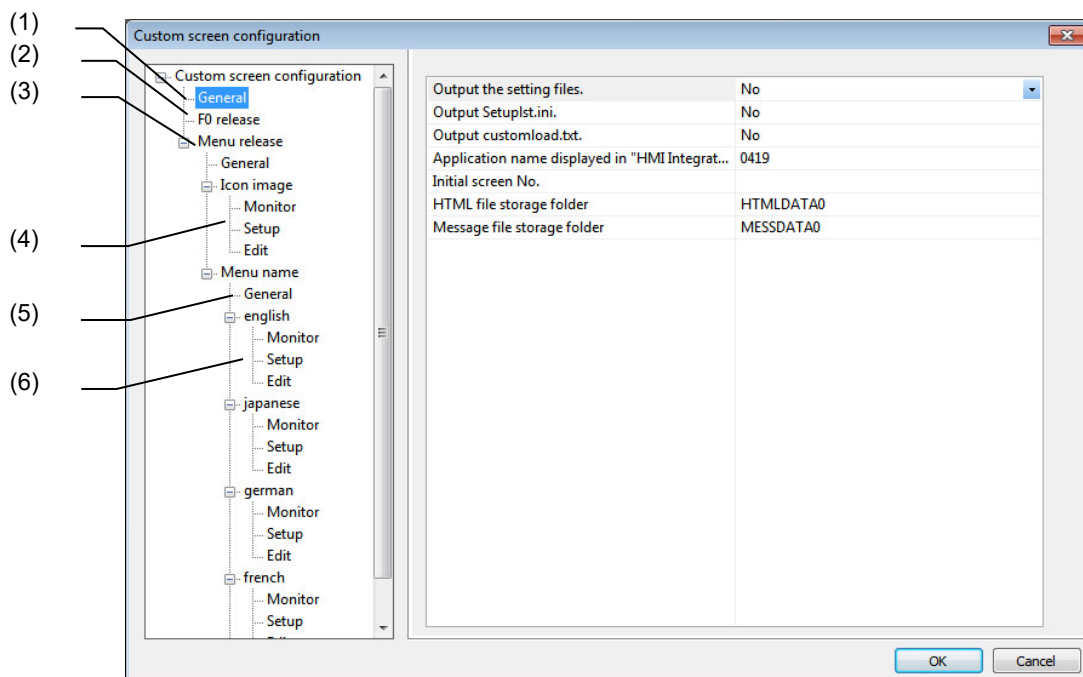 (1)
(2)
(3)
(4)
(5)
(6)
Custom screen configuration
Custom screen configuration
General
F0 release
Menu release
General
Icon image
Monitor
Setup
Edit
Menu name
General
english
Monitor
Setup
Edit
japanese
Monitor
Setup
Edit
german
Monitor
Setup
Edit
french
Monitor
Setup
Output the setting files. No
Output Setuplst.ini. No
Output customload.txt. No
Application name displayed in "HMI Integrat... 0419
Initial screen No.
HTML file storage folder HTMLDATA0
Message file storage folder MESSDATA0
OK Cancel